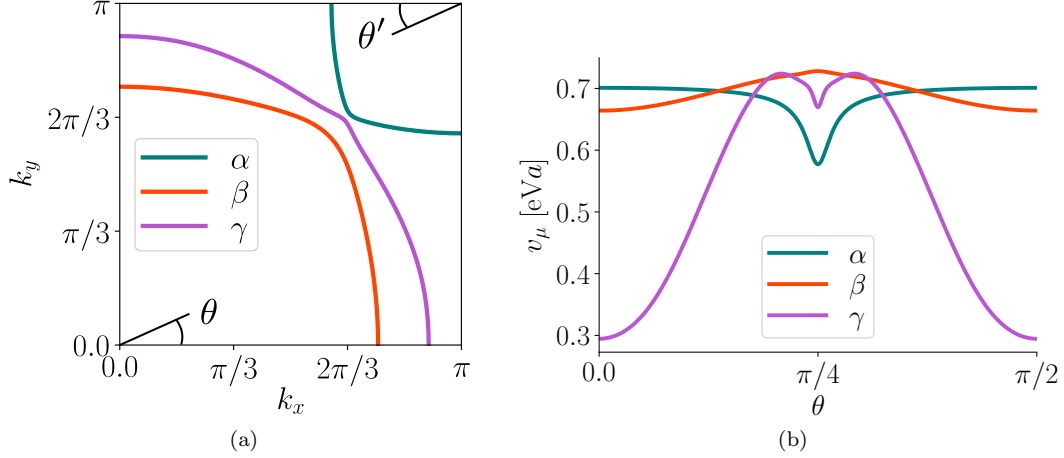 π
2π/3
π/3
0.0
k_y
θ′
α
β
γ
θ
0.0
π/3
2π/3
π
k_x
(a)
0.7
0.6
0.5
0.4
0.3
v_μ [eVa]
α
β
γ
0.0
π/4
π/2
θ
(b)